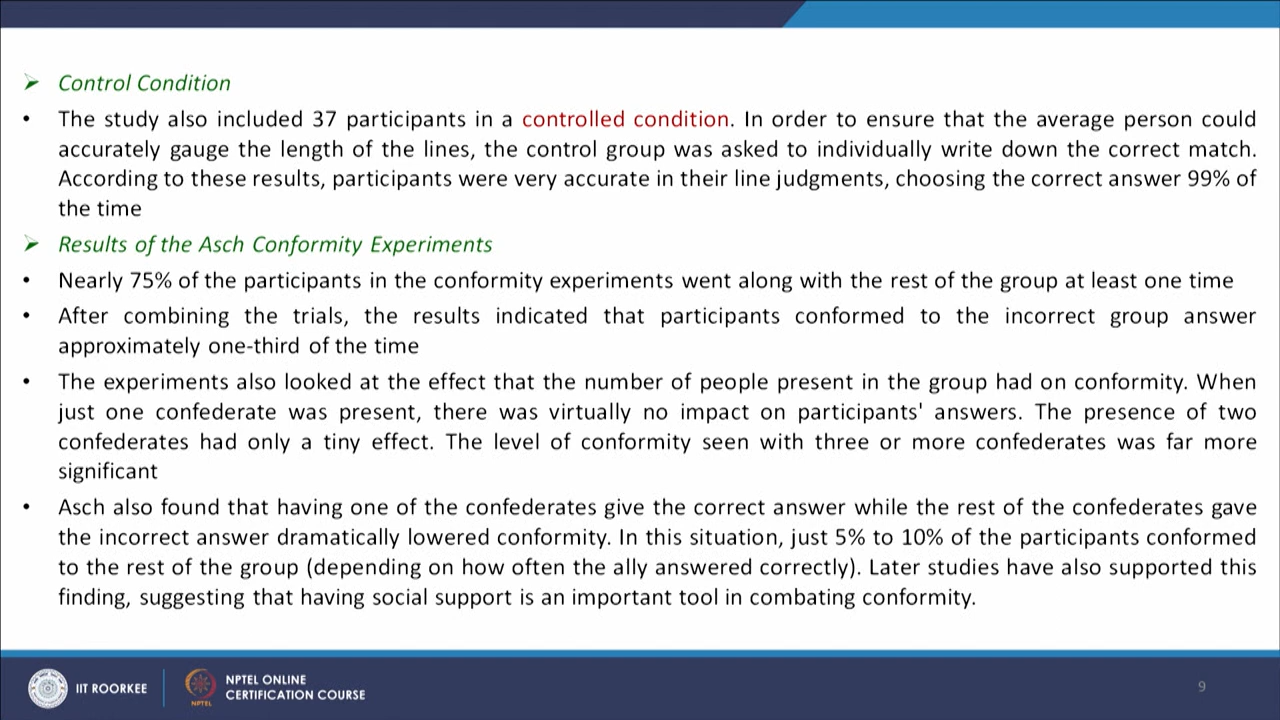 ➢ Control Condition
• The study also included 37 participants in a controlled condition. In order to ensure that the average person could
accurately gauge the length of the lines, the control group was asked to individually write down the correct match.
According to these results, participants were very accurate in their line judgments, choosing the correct answer 99% of
the time
➢ Results of the Asch Conformity Experiments
• Nearly 75% of the participants in the conformity experiments went along with the rest of the group at least one time
• After combining the trials, the results indicated that participants conformed to the incorrect group answer
approximately one-third of the time
• The experiments also looked at the effect that the number of people present in the group had on conformity. When
just one confederate was present, there was virtually no impact on participants' answers. The presence of two
confederates had only a tiny effect. The level of conformity seen with three or more confederates was far more
significant
• Asch also found that having one of the confederates give the correct answer while the rest of the confederates gave
the incorrect answer dramatically lowered conformity. In this situation, just 5% to 10% of the participants conformed
to the rest of the group (depending on how often the ally answered correctly). Later studies have also supported this
finding, suggesting that having social support is an important tool in combating conformity.
IIT ROORKEE
NPTEL
NPTEL ONLINE
CERTIFICATION COURSE
9